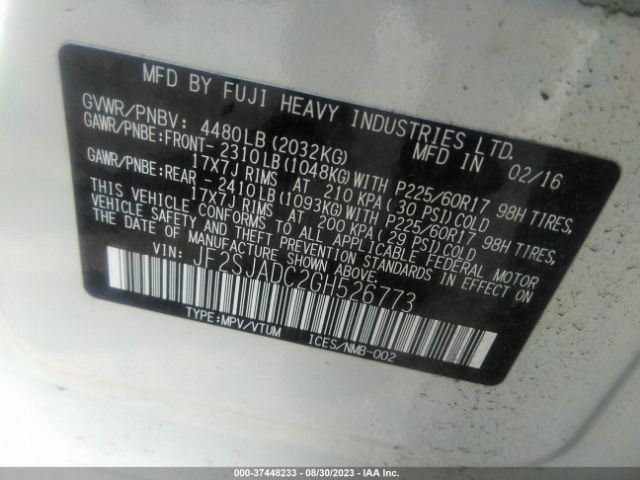 MFD BY FUJI HEAVY INDUSTRIES LTD.
GVWR/PNBV: 4480LB(2032KG) MFD IN 02/16
GAWR/PNBE:FRONT-2310LB(1048KG)WITH P225/60R17 98H TIRES,
17X7J RIMS AT 210 KPA(30 PSI)COLD
GAWR/PNBE:REAR -2410LB(1093KG)WITH P225/60R17 98H TIRES,
17X7J RIMS AT 200 KPA(29 PSI)COLD
THIS VEHICLE CONFORMS TO ALL APPLICABLE FEDERAL MOTOR
VEHICLE SAFETY AND THEFT PREVENTION STANDARDS IN EFFECT ON
THE DATE OF MANUFACTURE SHOWN ABOVE.
VIN: JF2SJADC2GH526773
TYPE:MPV/VTUM ICES/NMB-002
000-37448233 - 08/30/2023 - IAA Inc.